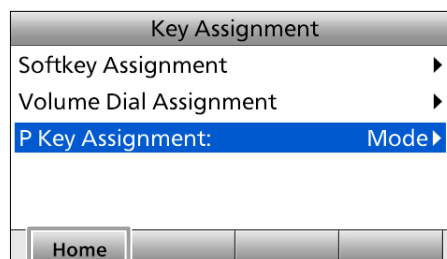 Key Assignment
Softkey Assignment
Volume Dial Assignment
P Key Assignment: Mode
Home